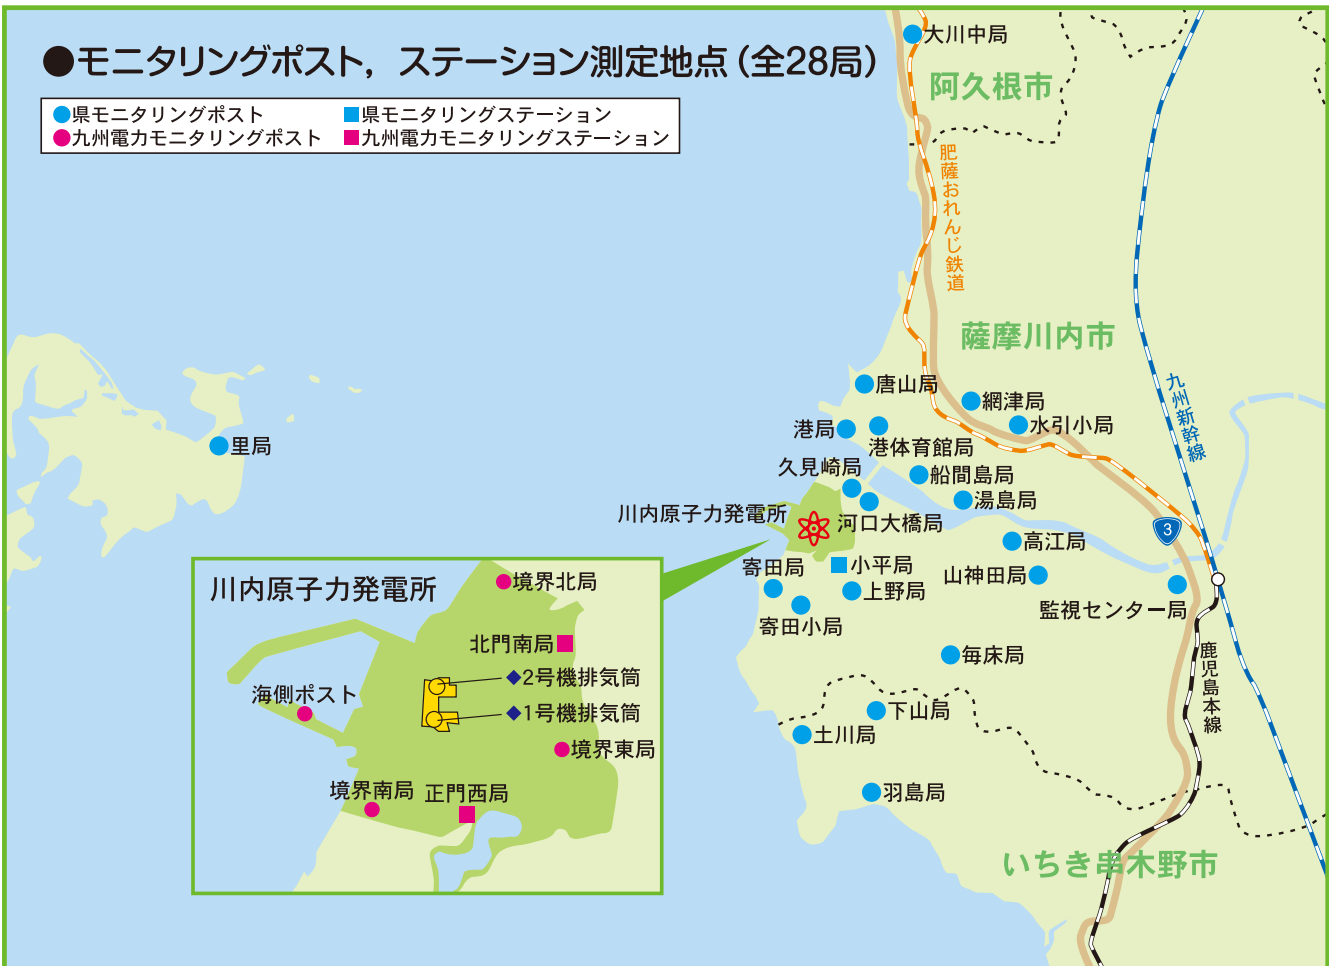 ●モニタリングポスト，ステーション測定地点（全28局）
県モニタリングポスト
県モニタリングステーション
九州電力モニタリングポスト
九州電力モニタリングステーション
大川中局
阿久根市
肥薩おれんじ鉄道
薩摩川内市
九州新幹線
唐山局
網津局
水引小局
港局
港体育館局
里局
久見崎局
船間島局
湯島局
川内原子力発電所
河口大橋局
3
高江局
寄田局
小平局
山神田局
上野局
監視センター局
寄田小局
毎床局
鹿児島本線
下山局
土川局
羽島局
いちき串木野市
川内原子力発電所
境界北局
北門南局
2号機排気筒
海側ポスト
1号機排気筒
境界東局
境界南局
正門西局